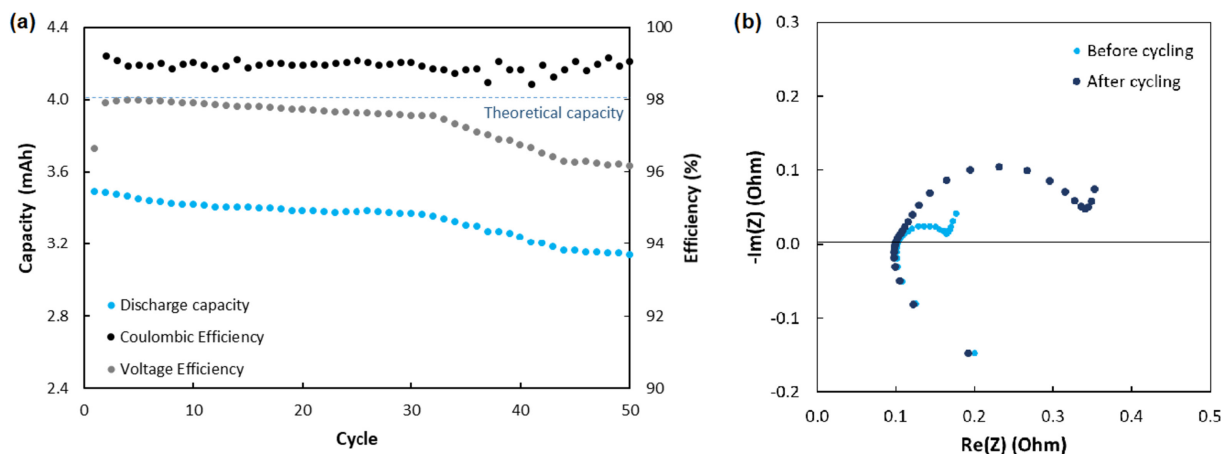 (a)
4.4
4.0
3.6
3.2
2.8
2.4
Capacity (mAh)
100
98
96
94
92
90
Efficiency (%)
Theoretical capacity
Discharge capacity
Coulombic Efficiency
Voltage Efficiency
0
10
20
30
40
50
Cycle
(b)
0.3
0.2
0.1
0.0
-0.1
-0.2
-Im(Z) (Ohm)
Before cycling
After cycling
0.0
0.1
0.2
0.3
0.4
0.5
Re(Z) (Ohm)